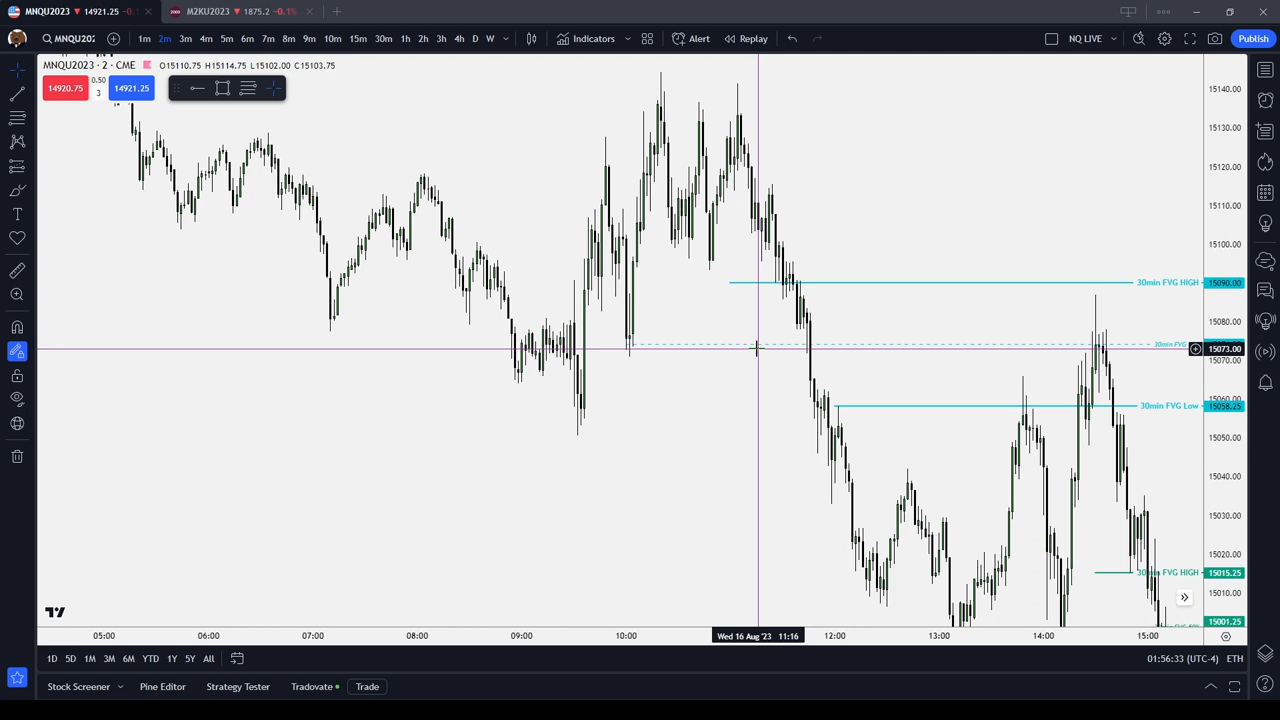 MNQU2023 14921.25 -0.
M2KU2023 1875.2 -0.1%
MNQU202
1m 2m 3m 4m 5m 6m 7m 8m 9m 10m 15m 30m 1h 2h 3h 4h D W
Indicators
Alert
Replay
NQ LIVE
Publish
MNQU2023 · 2 · CME O15110.75 H15114.75 L15102.00 C15103.75
14920.75
0.50
3
14921.25
15140.00
15130.00
15120.00
15110.00
15100.00
30min FVG HIGH 15090.00
15080.00
30min FVG
15073.00
15070.00
15060.00
30min FVG Low 15058.25
15050.00
15040.00
15030.00
15020.00
30min FVG HIGH 15015.25
15010.00
15001.25
05:00 06:00 07:00 08:00 09:00 10:00 Wed 16 Aug '23 11:16 12:00 13:00 14:00 15:00
1D 5D 1M 3M 6M YTD 1Y 5Y All
01:56:33 (UTC-4) ETH
Stock Screener
Pine Editor
Strategy Tester
Tradovate
Trade